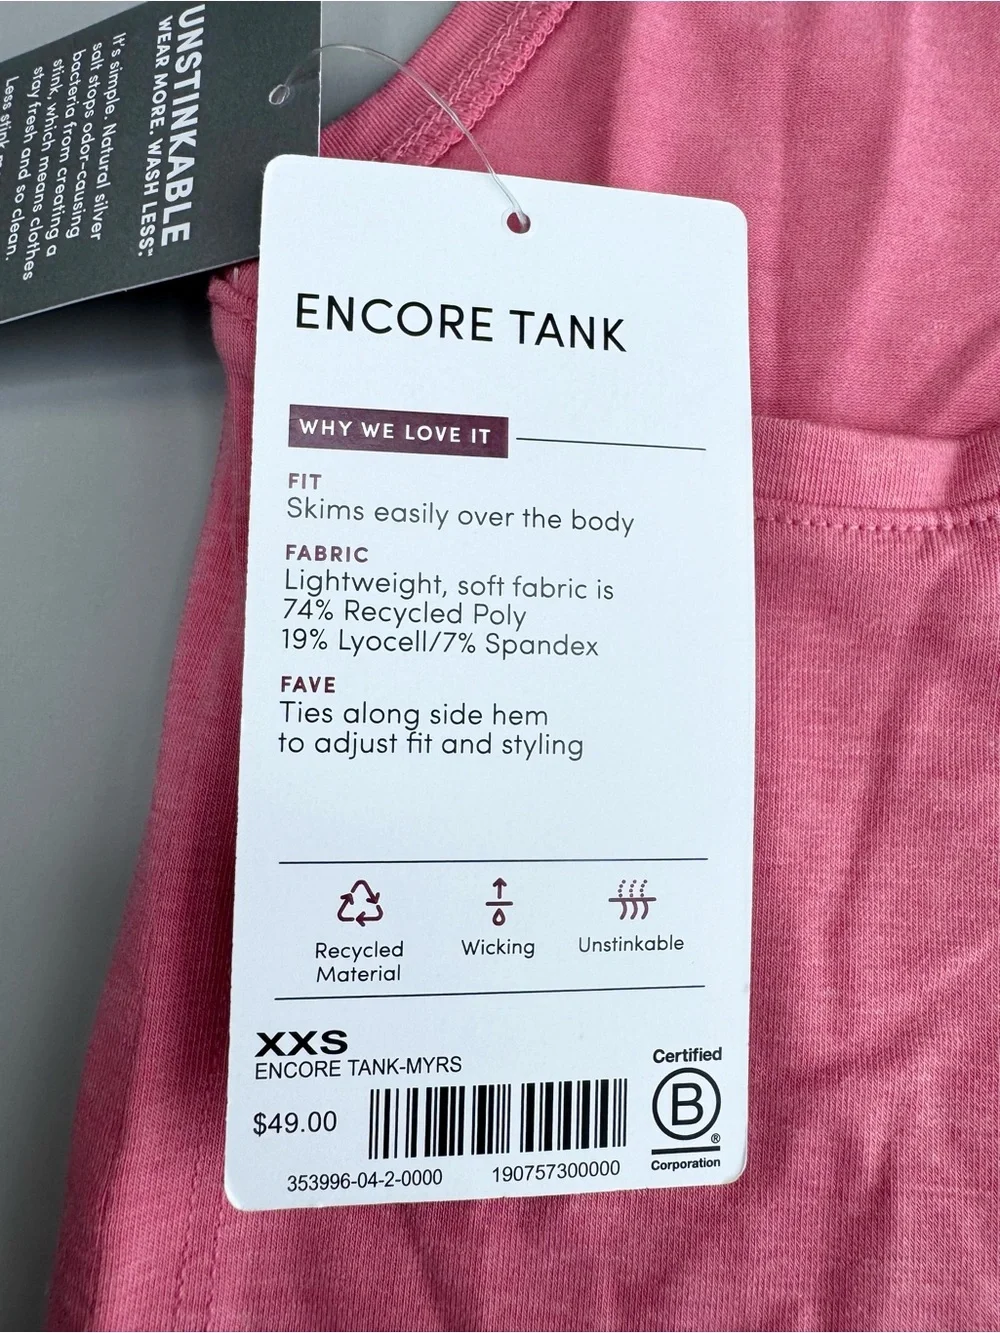 UNSTINKABLE
WEAR MORE. WASH LESS.™
It's simple. Natural silver
salt stops odor-causing
bacteria from creating a
stink, which means clothes
stay fresh and so clean.
Less stink
ENCORE TANK
WHY WE LOVE IT
FIT
Skims easily over the body
FABRIC
Lightweight, soft fabric is
74% Recycled Poly
19% Lyocell/7% Spandex
FAVE
Ties along side hem
to adjust fit and styling
Recycled
Material
Wicking
Unstinkable
XXS
ENCORE TANK-MYRS
$49.00
353996-04-2-0000
190757300000
Certified
B
®
Corporation